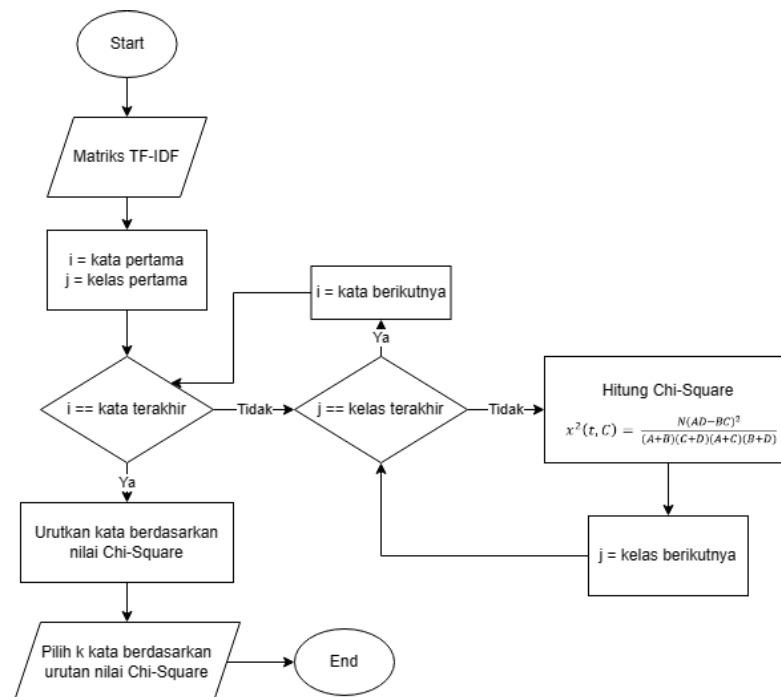 Start
Matriks TF-IDF
i = kata pertama
j = kelas pertama
i = kata berikutnya
Ya
i == kata terakhir
Tidak
j == kelas terakhir
Tidak
Hitung Chi-Square
x²(t, C) = N(AD−BC)² / (A+B)(C+D)(A+C)(B+D)
Ya
Urutkan kata berdasarkan
nilai Chi-Square
j = kelas berikutnya
Pilih k kata berdasarkan
urutan nilai Chi-Square
End